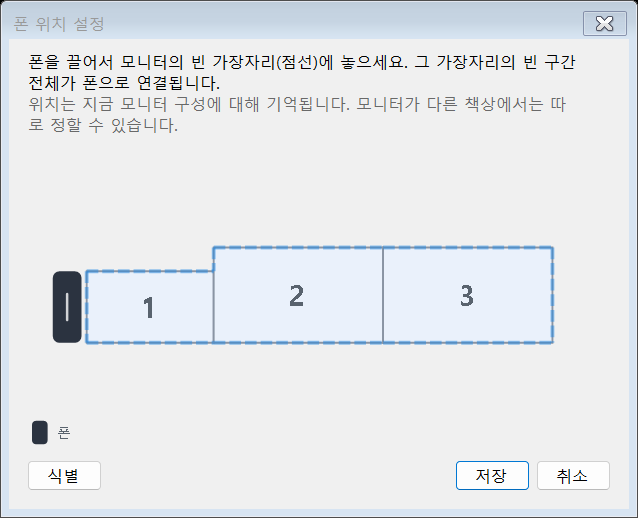 폰 위치 설정
폰을 끌어서 모니터의 빈 가장자리(점선)에 놓으세요. 그 가장자리의 빈 구간
전체가 폰으로 연결됩니다.
위치는 지금 모니터 구성에 대해 기억됩니다. 모니터가 다른 책상에서는 따
로 정할 수 있습니다.
1
2
3
폰
식별
저장
취소